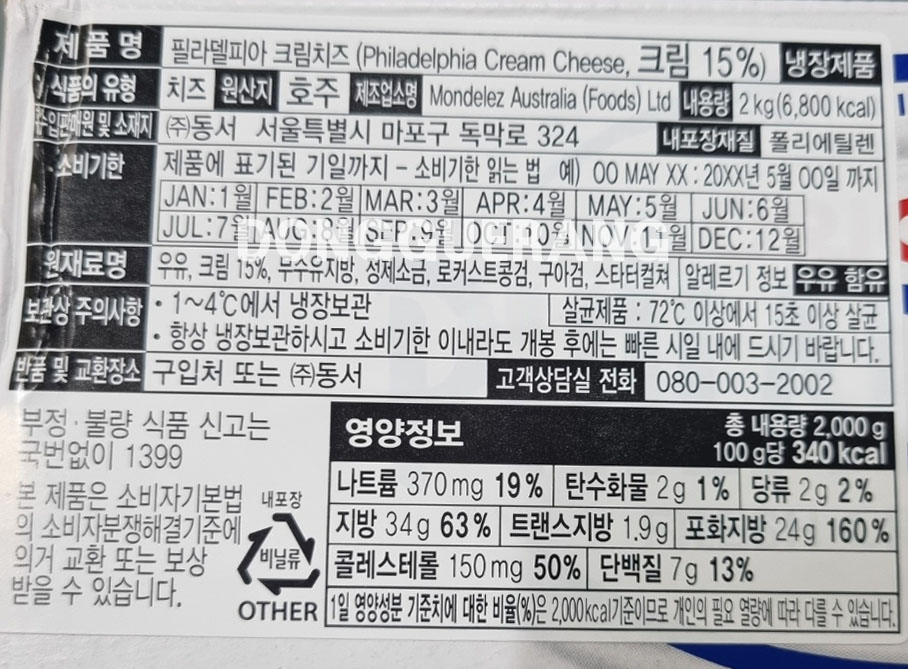 제품명 필라델피아 크림치즈 (Philadelphia Cream Cheese, 크림 15%) 냉장제품
식품의 유형 치즈 원산지 호주 제조업소명 Mondelez Australia (Foods) Ltd 내용량 2 kg (6,800 kcal)
수입판매원 및 소재지 ㈜동서 서울특별시 마포구 독막로 324 내포장재질 폴리에틸렌
소비기한 제품에 표기된 기일까지 - 소비기한 읽는 법 예) OO MAY XX : 20XX년 5월 00일 까지
JAN:1월 FEB:2월 MAR:3월 APR:4월 MAY:5월 JUN:6월
JUL:7월 AUG:8월 SEP:9월 OCT:10월 NOV:11월 DEC:12월
DONGGUERANG
원재료명 우유, 크림 15%, 무수유지방, 정제소금, 로커스트콩검, 구아검, 스타터컬쳐 알레르기 정보 우유 함유
보관상 주의사항 • 1~4℃에서 냉장보관 살균제품 : 72℃ 이상에서 15초 이상 살균
• 항상 냉장보관하시고 소비기한 이내라도 개봉 후에는 빠른 시일 내에 드시기 바랍니다.
반품 및 교환장소 구입처 또는 ㈜동서 고객상담실 전화 080-003-2002
부정·불량 식품 신고는
국번없이 1399
본 제품은 소비자기본법
의 소비자분쟁해결기준에
의거 교환 또는 보상
받을 수 있습니다.
내포장
비닐류
OTHER
영양정보 총 내용량 2,000 g
100 g당 340 kcal
나트륨 370 mg 19% 탄수화물 2 g 1% 당류 2 g 2%
지방 34 g 63% 트랜스지방 1.9 g 포화지방 24 g 160%
콜레스테롤 150 mg 50% 단백질 7 g 13%
1일 영양성분 기준치에 대한 비율(%)은 2,000 kcal기준이므로 개인의 필요 열량에 따라 다를 수 있습니다.